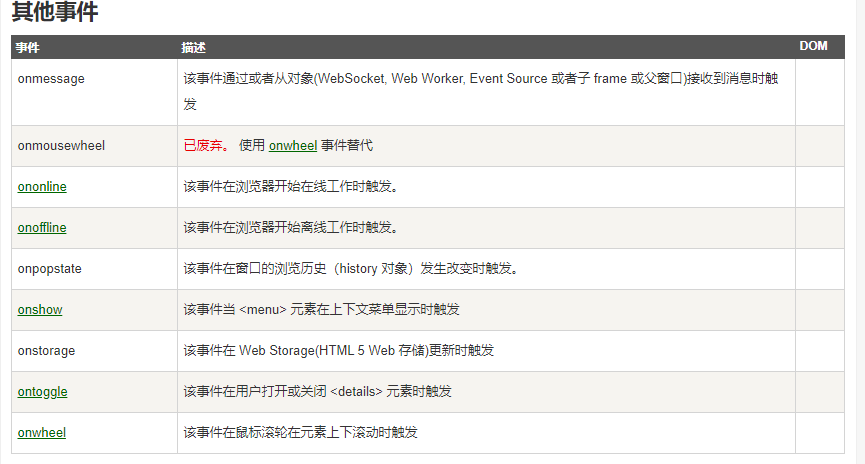 其他事件
事件 描述 DOM
onmessage 该事件通过或者从对象(WebSocket, Web Worker, Event Source 或者子 frame 或父窗口)接收到消息时触
发
onmousewheel 已废弃。 使用 onwheel 事件替代
ononline 该事件在浏览器开始在线工作时触发。
onoffline 该事件在浏览器开始离线工作时触发。
onpopstate 该事件在窗口的浏览历史（history 对象）发生改变时触发。
onshow 该事件当 <menu> 元素在上下文菜单显示时触发
onstorage 该事件在 Web Storage(HTML 5 Web 存储)更新时触发
ontoggle 该事件在用户打开或关闭 <details> 元素时触发
onwheel 该事件在鼠标滚轮在元素上下滚动时触发